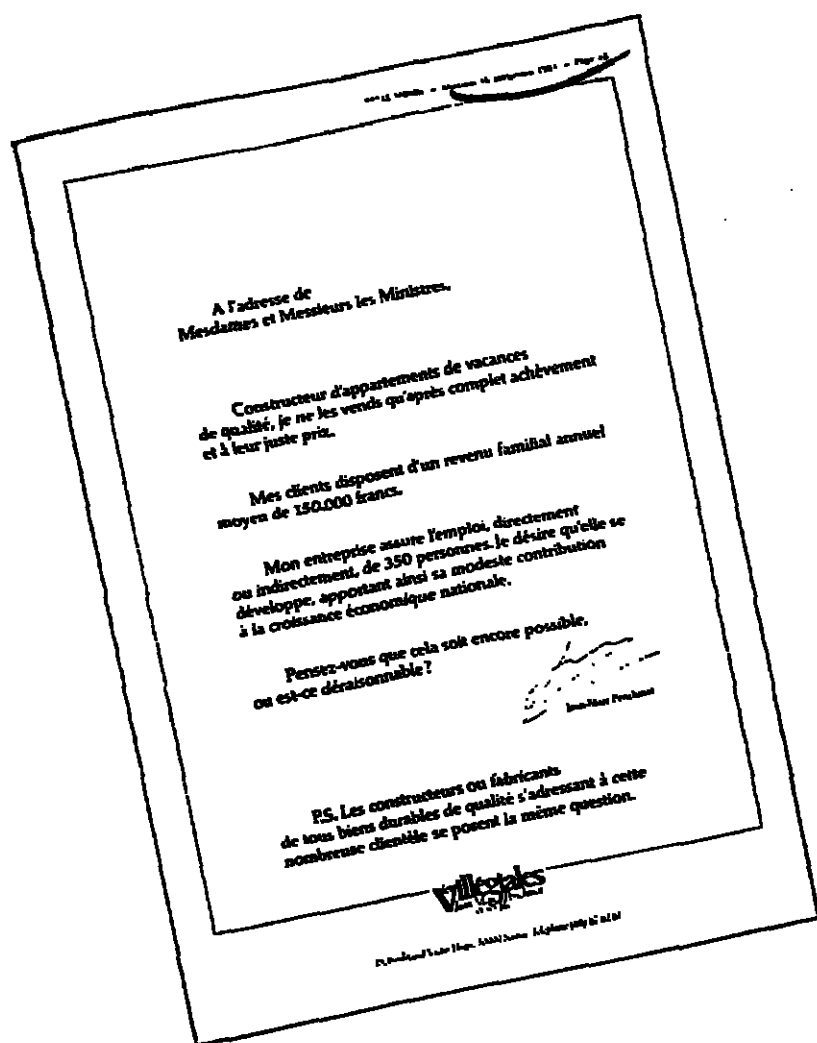 A l'adresse de
Mesdames et Messieurs les Ministres.
Constructeur d'appartements de vacances
de qualité, je ne les vends qu'après complet achèvement
et à leur juste prix.
Mes clients disposent d'un revenu familial annuel
moyen de 150.000 francs.
Mon entreprise assure l'emploi, directement
ou indirectement, de 350 personnes. Je désire qu'elle se
développe, apportant ainsi sa modeste contribution
à la croissance économique nationale.
Pensez-vous que cela soit encore possible,
ou est-ce déraisonnable ?
P.S. Les constructeurs ou fabricants
de tous biens durables de qualité s'adressant à cette
nombreuse clientèle se posent la même question.